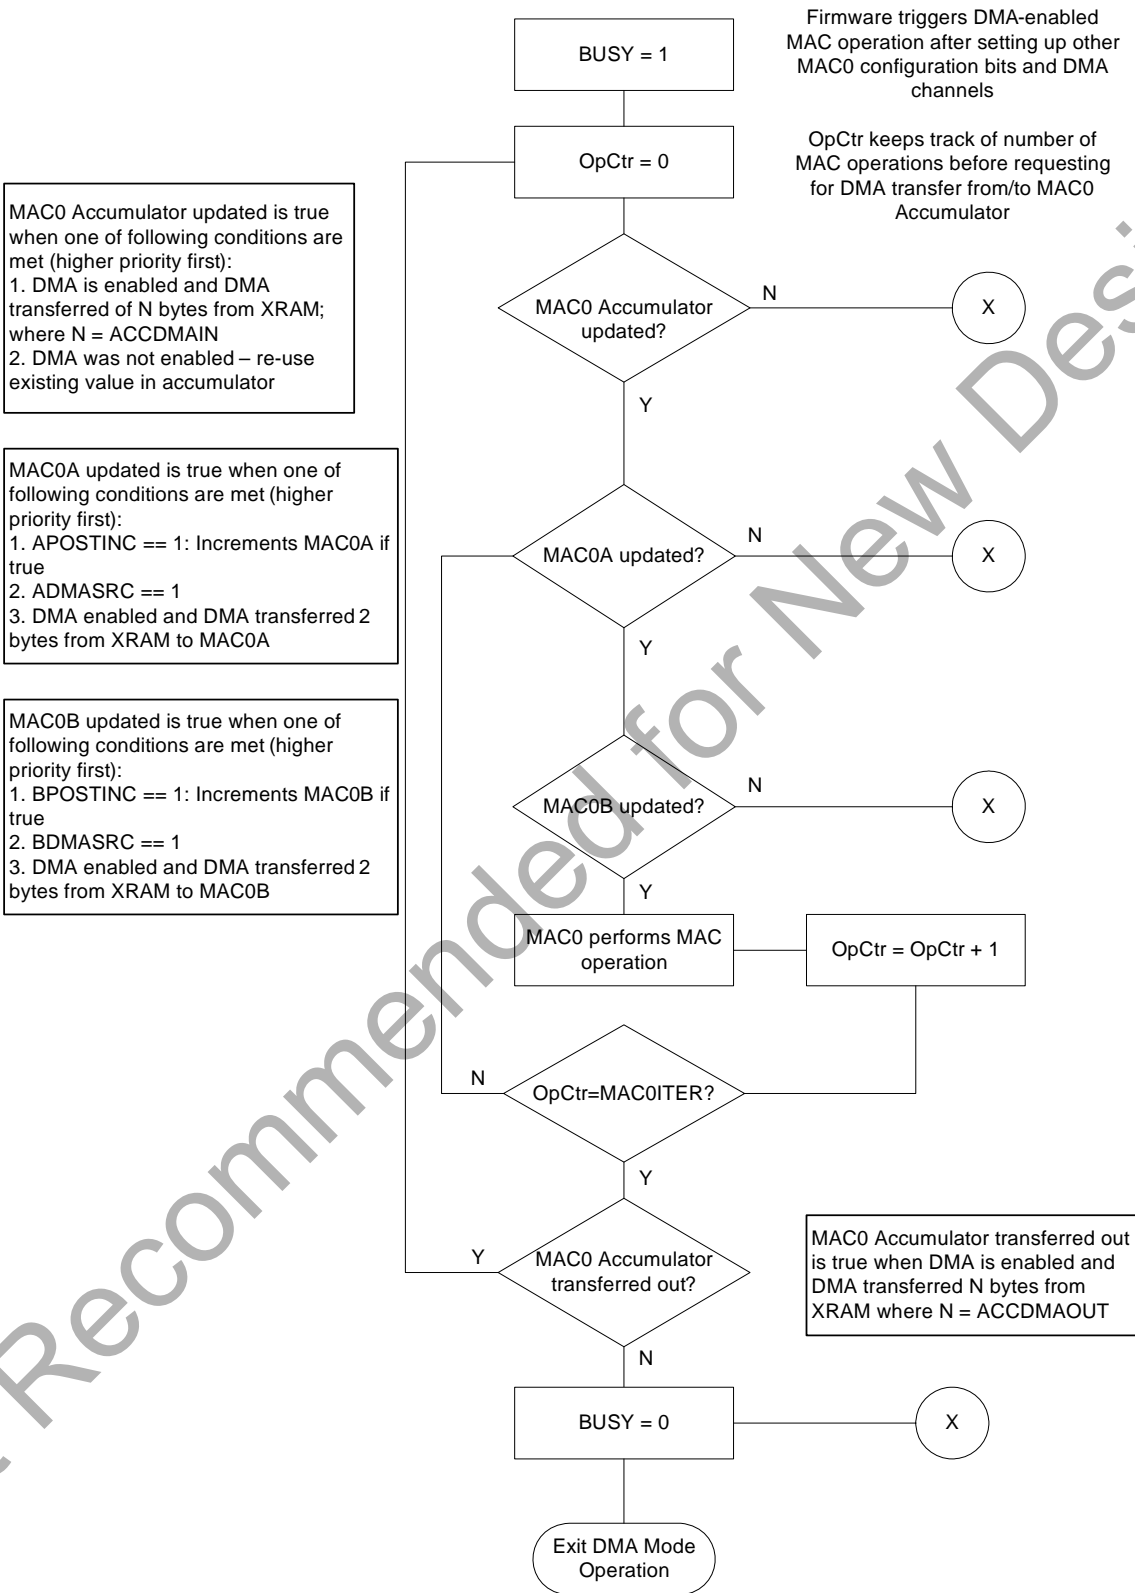 BUSY = 1
Firmware triggers DMA-enabled
MAC operation after setting up other
MAC0 configuration bits and DMA
channels
OpCtr = 0
OpCtr keeps track of number of
MAC operations before requesting
for DMA transfer from/to MAC0
Accumulator
MAC0 Accumulator updated is true
when one of following conditions are
met (higher priority first):
1. DMA is enabled and DMA
transferred of N bytes from XRAM;
where N = ACCDMAIN
2. DMA was not enabled – re-use
existing value in accumulator
MAC0 Accumulator
updated?
N
X
Y
MAC0A updated is true when one of
following conditions are met (higher
priority first):
1. APOSTINC == 1: Increments MAC0A if
true
2. ADMASRC == 1
3. DMA enabled and DMA transferred 2
bytes from XRAM to MAC0A
MAC0A updated?
N
X
Y
MAC0B updated is true when one of
following conditions are met (higher
priority first):
1. BPOSTINC == 1: Increments MAC0B if
true
2. BDMASRC == 1
3. DMA enabled and DMA transferred 2
bytes from XRAM to MAC0B
MAC0B updated?
N
X
Y
MAC0 performs MAC
operation
OpCtr = OpCtr + 1
N
OpCtr=MAC0ITER?
Y
Y
MAC0 Accumulator
transferred out?
MAC0 Accumulator transferred out
is true when DMA is enabled and
DMA transferred N bytes from
XRAM where N = ACCDMAOUT
N
BUSY = 0
X
Exit DMA Mode
Operation
Recommended for New Desi